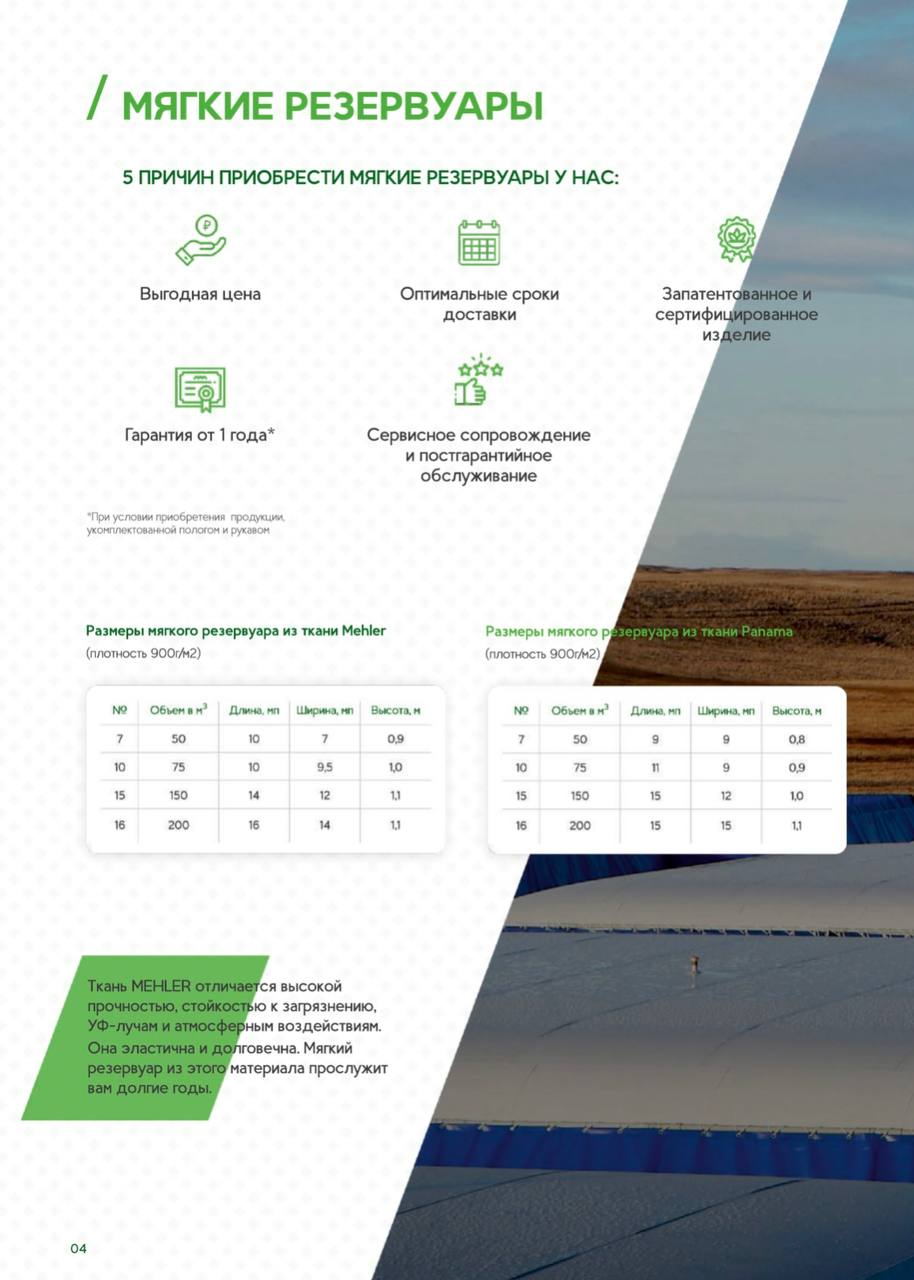 / МЯГКИЕ РЕЗЕРВУАРЫ
5 ПРИЧИН ПРИОБРЕСТИ МЯГКИЕ РЕЗЕРВУАРЫ У НАС:
₽
Выгодная цена
Оптимальные сроки
доставки
Запатентованное и
сертифицированное
изделие
Гарантия от 1 года*
Сервисное сопровождение
и постгарантийное
обслуживание
*При условии приобретения продукции,
укомплектованной пологом и рукавом
Размеры мягкого резервуара из ткани Mehler
(плотность 900г/м2)
№ Объем в м³ Длина, мп Ширина, мп Высота, м
7 50 10 7 0,9
10 75 10 9,5 1,0
15 150 14 12 1,1
16 200 16 14 1,1
Размеры мягкого резервуара из ткани Panama
(плотность 900г/м2)
№ Объем в м³ Длина, мп Ширина, мп Высота, м
7 50 9 9 0,8
10 75 11 9 0,9
15 150 15 12 1,0
16 200 15 15 1,1
Ткань MEHLER отличается высокой
прочностью, стойкостью к загрязнению,
УФ-лучам и атмосферным воздействиям.
Она эластична и долговечна. Мягкий
резервуар из этого материала прослужит
вам долгие годы.
04